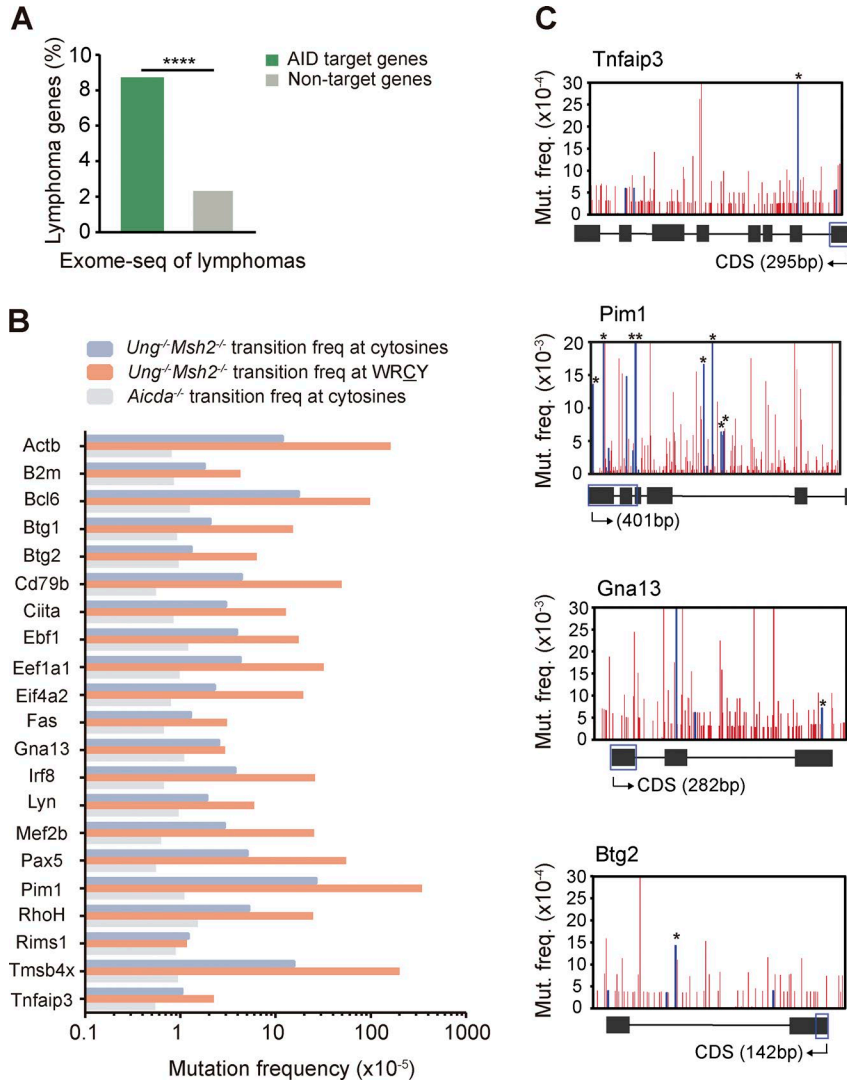 A
Lymphoma genes (%)
10
8
6
4
2
0
****
AID target genes
Non-target genes
Exome-seq of lymphomas
B
Ung-/-Msh2-/- transition freq at cytosines
Ung-/-Msh2-/- transition freq at WRCY
Aicda-/- transition freq at cytosines
Actb
B2m
Bcl6
Btg1
Btg2
Cd79b
Ciita
Ebf1
Eef1a1
Eif4a2
Fas
Gna13
Irf8
Lyn
Mef2b
Pax5
Pim1
RhoH
Rims1
Tmsb4x
Tnfaip3
0.1 1 10 100 1000
Mutation frequency (x10-5)
C
Tnfaip3
Mut. freq. (x10-4)
30
25
20
15
10
5
0
*
CDS (295bp)
Pim1
Mut. freq. (x10-3)
20
15
10
5
0
* * ** * * * *
(401bp)
Gna13
Mut. freq. (x10-3)
30
25
20
15
10
5
0
*
CDS (282bp)
Btg2
Mut. freq. (x10-4)
30
25
20
15
10
5
0
*
CDS (142bp)